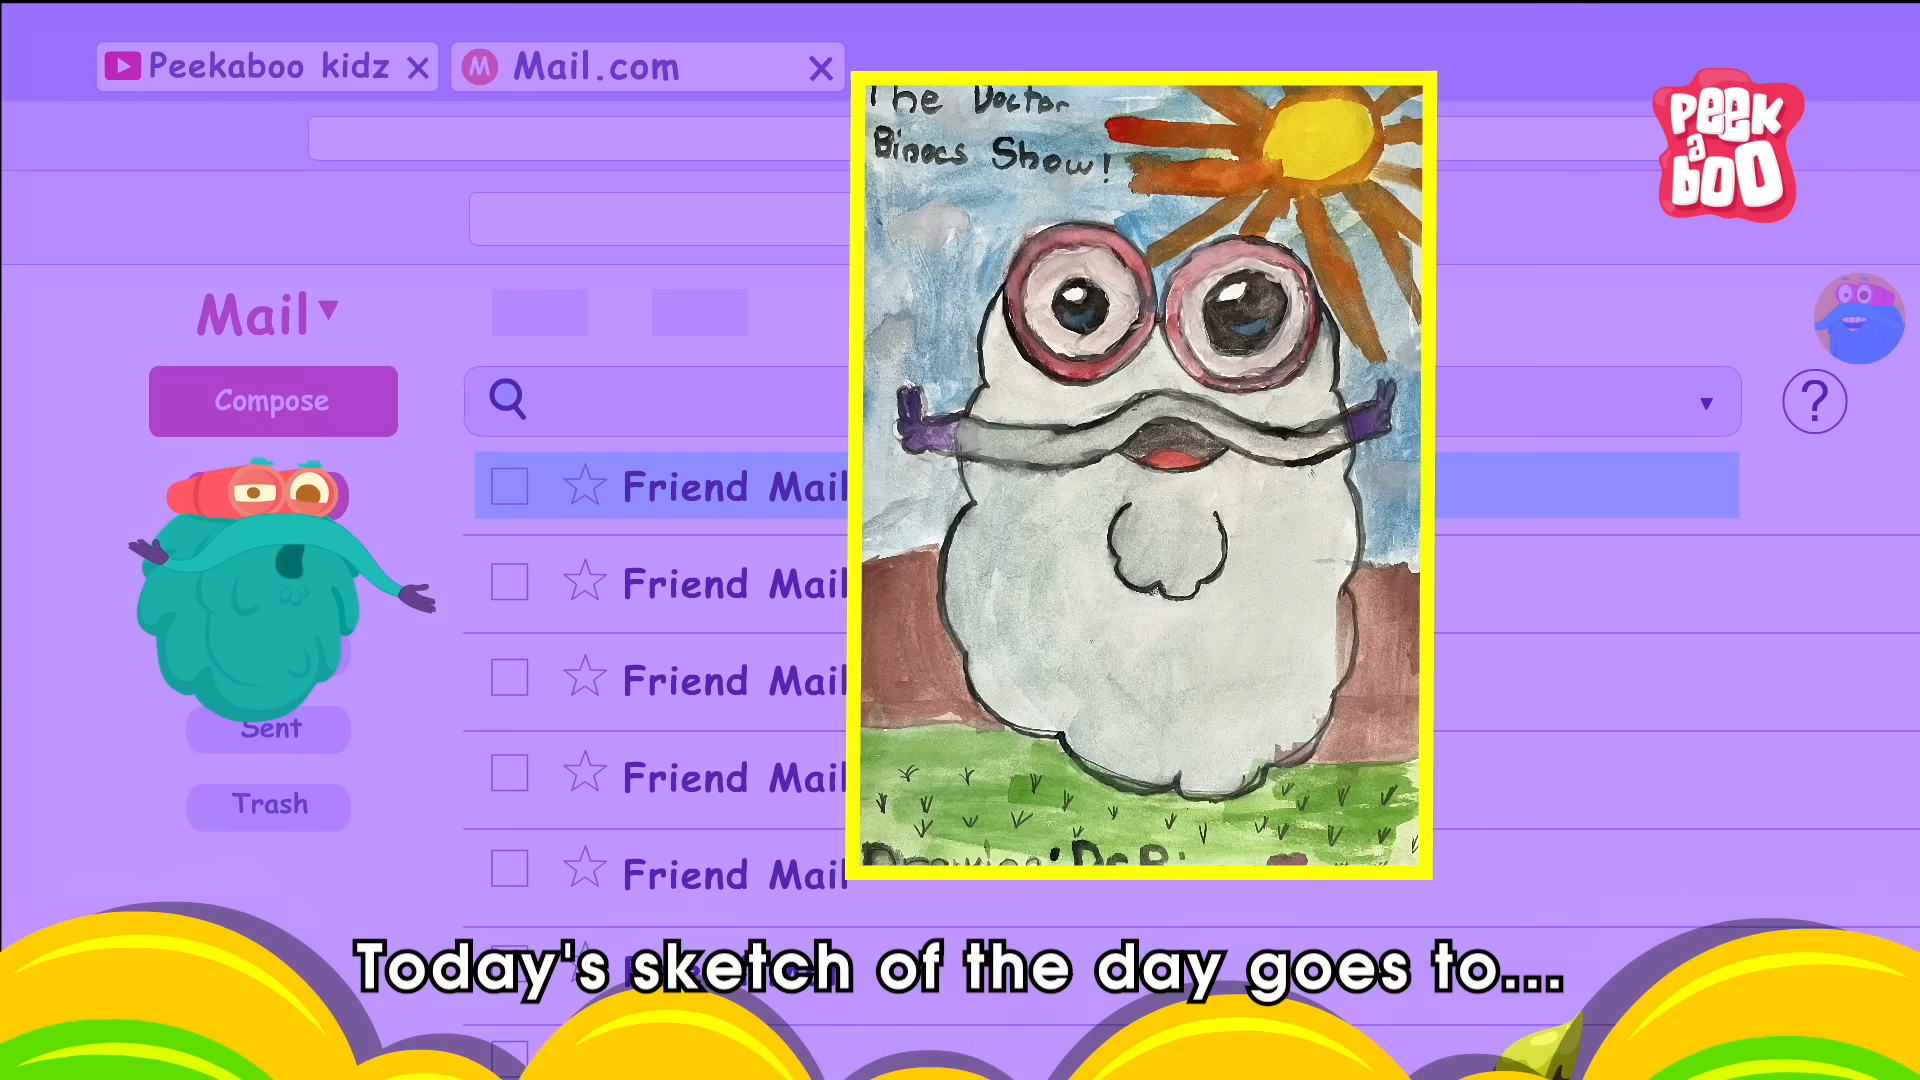 Peekaboo kidz
M Mail.com
The Doctor
Binocs Show!
PEEK
a
boo
Mail
Compose
?
Friend Mail
Friend Mail
Friend Mail
Sent
Friend Mail
Trash
Friend Mail
Today's sketch of the day goes to...